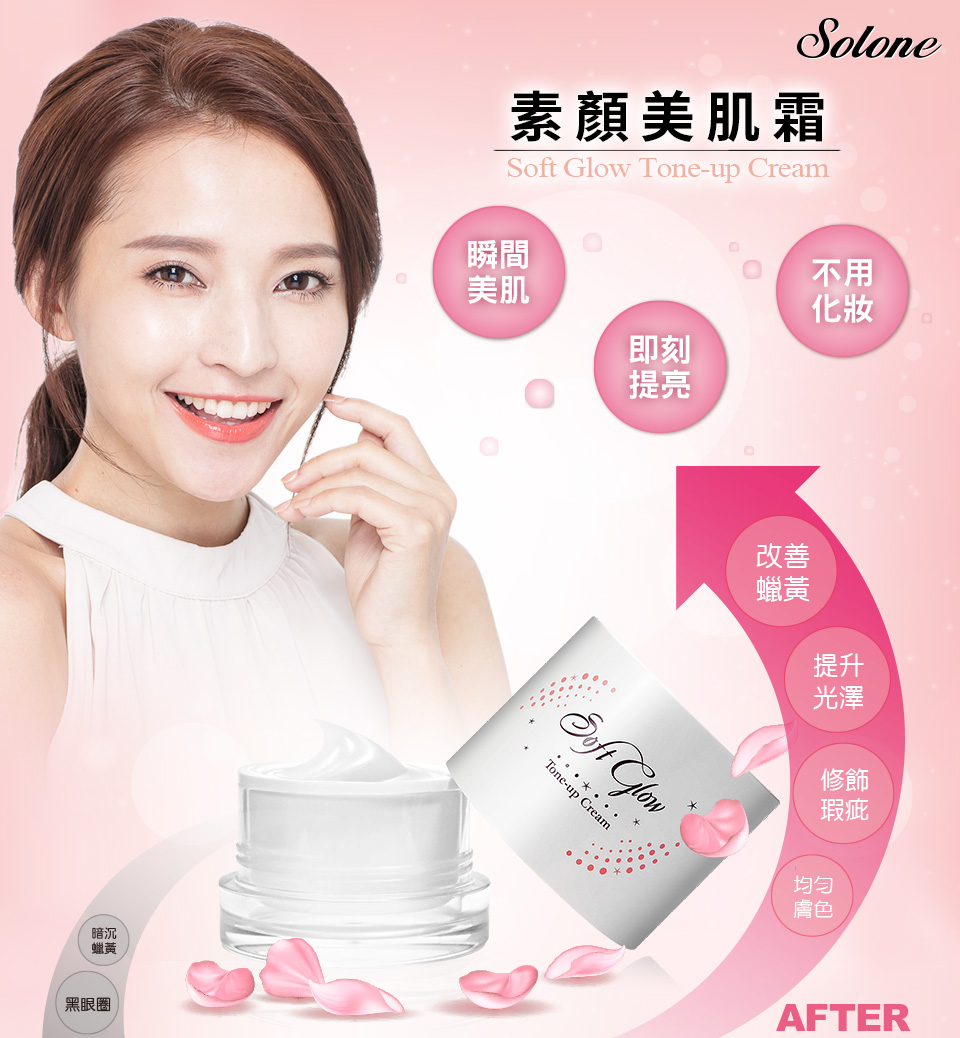 Solone
素顏美肌霜
Soft Glow Tone-up Cream
瞬間
美肌
即刻
提亮
不用
化妝
改善
蠟黃
提升
光澤
修飾
瑕疵
均勻
膚色
Soft Glow
Tone-up Cream
暗沉
蠟黃
黑眼圈
AFTER